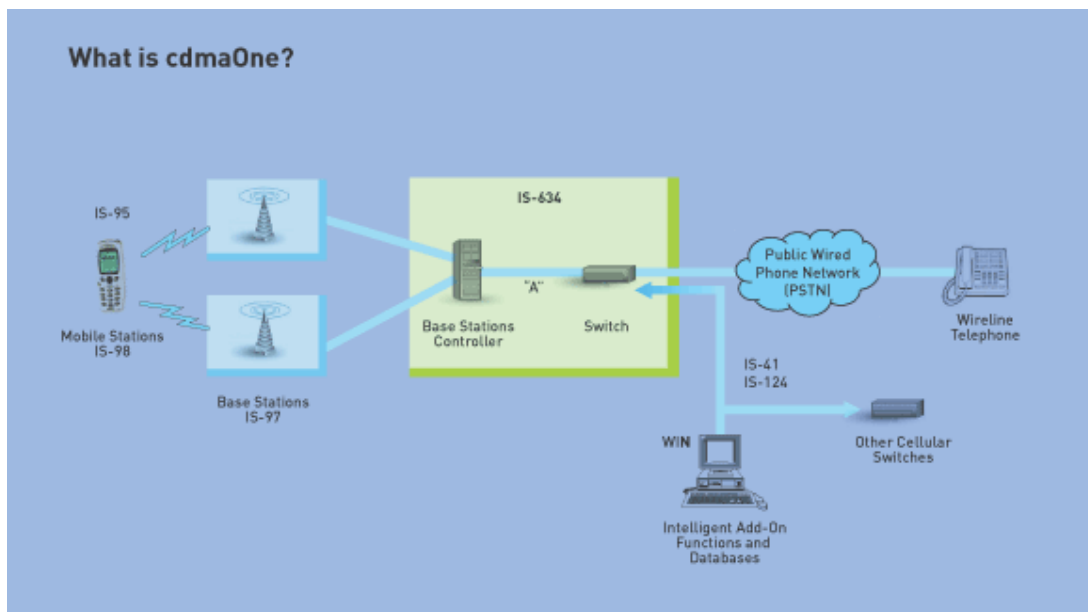 What is cdmaOne?
IS-95
Mobile Stations
IS-98
Base Stations
IS-97
IS-634
"A"
Base Stations
Controller
Switch
Public Wired
Phone Network
(PSTN)
Wireline
Telephone
IS-41
IS-124
WIN
Other Cellular
Switches
Intelligent Add-On
Functions and
Databases